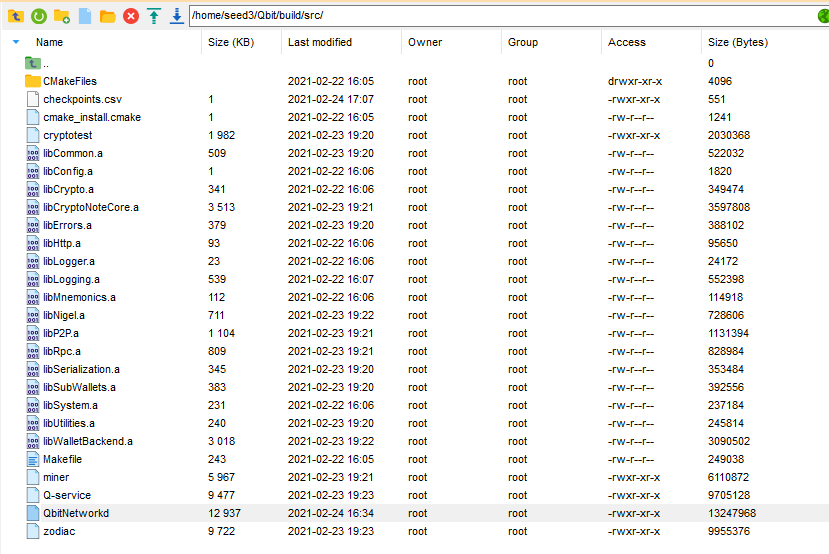 /home/seed3/Qbit/build/src/
Name Size (KB) Last modified Owner Group Access Size (Bytes)
.. 0
CMakeFiles 2021-02-22 16:05 root root drwxr-xr-x 4096
checkpoints.csv 1 2021-02-24 17:07 root root -rwxr-xr-x 551
cmake_install.cmake 1 2021-02-22 16:05 root root -rw-r--r-- 1241
cryptotest 1 982 2021-02-23 19:20 root root -rwxr-xr-x 2030368
libCommon.a 509 2021-02-23 19:20 root root -rw-r--r-- 522032
libConfig.a 1 2021-02-22 16:06 root root -rw-r--r-- 1820
libCrypto.a 341 2021-02-22 16:06 root root -rw-r--r-- 349474
libCryptoNoteCore.a 3 513 2021-02-23 19:21 root root -rw-r--r-- 3597808
libErrors.a 379 2021-02-23 19:20 root root -rw-r--r-- 388102
libHttp.a 93 2021-02-22 16:06 root root -rw-r--r-- 95650
libLogger.a 23 2021-02-22 16:06 root root -rw-r--r-- 24172
libLogging.a 539 2021-02-22 16:07 root root -rw-r--r-- 552398
libMnemonics.a 112 2021-02-22 16:06 root root -rw-r--r-- 114918
libNigel.a 711 2021-02-23 19:22 root root -rw-r--r-- 728606
libP2P.a 1 104 2021-02-23 19:21 root root -rw-r--r-- 1131394
libRpc.a 809 2021-02-23 19:21 root root -rw-r--r-- 828984
libSerialization.a 345 2021-02-23 19:20 root root -rw-r--r-- 353484
libSubWallets.a 383 2021-02-23 19:20 root root -rw-r--r-- 392556
libSystem.a 231 2021-02-22 16:06 root root -rw-r--r-- 237184
libUtilities.a 240 2021-02-23 19:20 root root -rw-r--r-- 245814
libWalletBackend.a 3 018 2021-02-23 19:22 root root -rw-r--r-- 3090502
Makefile 243 2021-02-22 16:05 root root -rw-r--r-- 249038
miner 5 967 2021-02-23 19:21 root root -rwxr-xr-x 6110872
Q-service 9 477 2021-02-23 19:23 root root -rwxr-xr-x 9705128
QbitNetworkd 12 937 2021-02-24 16:34 root root -rwxr-xr-x 13247968
zodiac 9 722 2021-02-23 19:23 root root -rwxr-xr-x 9955376